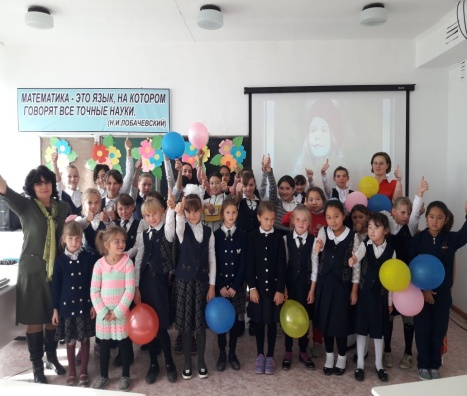 МАТЕМАТИКА - ЭТО ЯЗЫК, НА КОТОРОМ
ГОВОРЯТ ВСЕ ТОЧНЫЕ НАУКИ.
(Н.И.ЛОБАЧЕВСКИЙ)